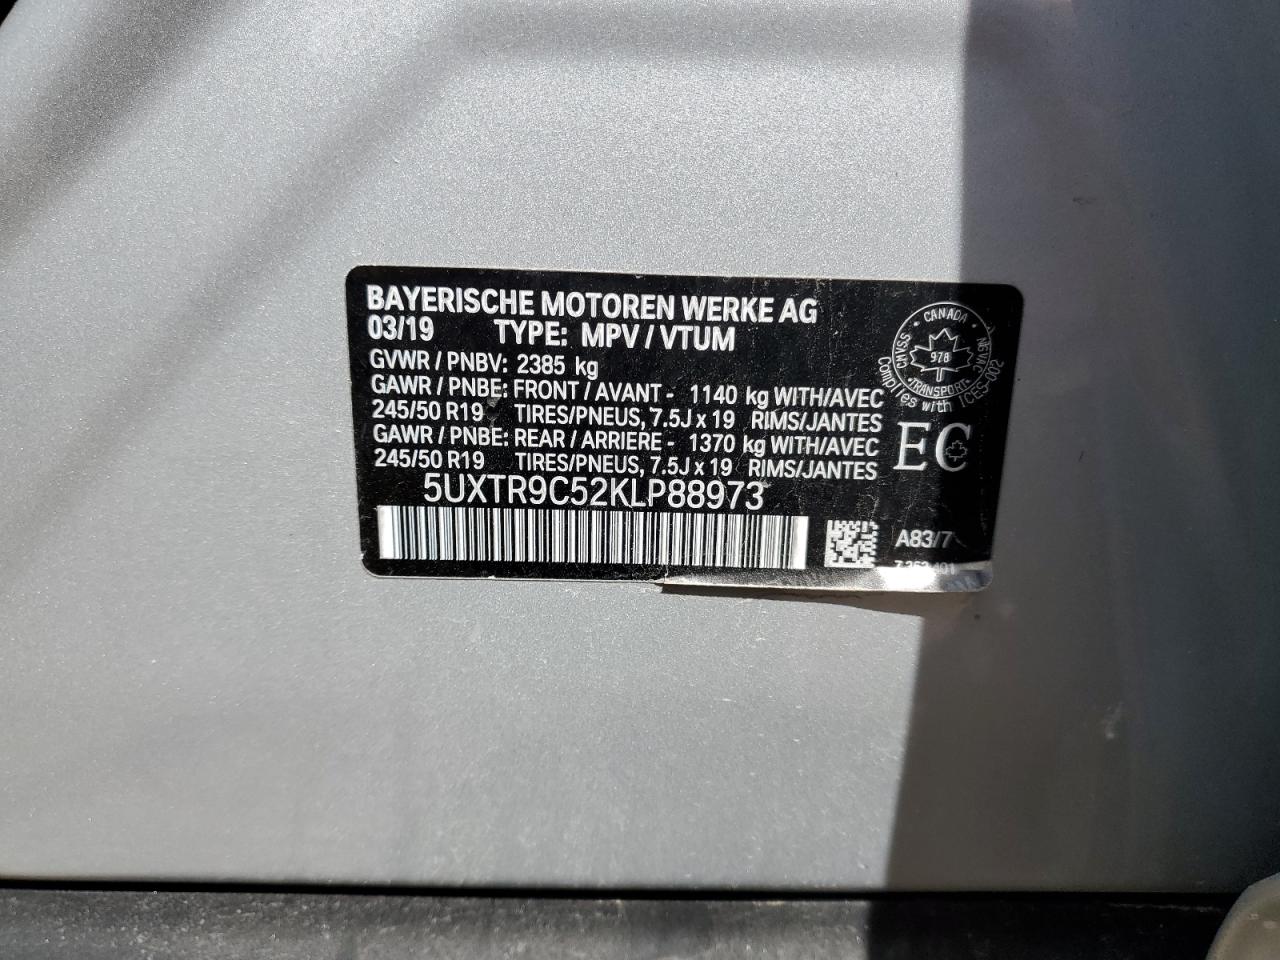 BAYERISCHE MOTOREN WERKE AG
03/19 TYPE: MPV / VTUM
GVWR / PNBV: 2385 kg
GAWR / PNBE: FRONT / AVANT - 1140 kg WITH/AVEC
245/50 R19 TIRES/PNEUS, 7.5J x 19 RIMS/JANTES
GAWR / PNBE: REAR / ARRIERE - 1370 kg WITH/AVEC
245/50 R19 TIRES/PNEUS, 7.5J x 19 RIMS/JANTES
5UXTR9C52KLP88973
CANADA
CMVSS NSVAC
978
TRANSPORT
Complies with ICES-002
EC
A83/7